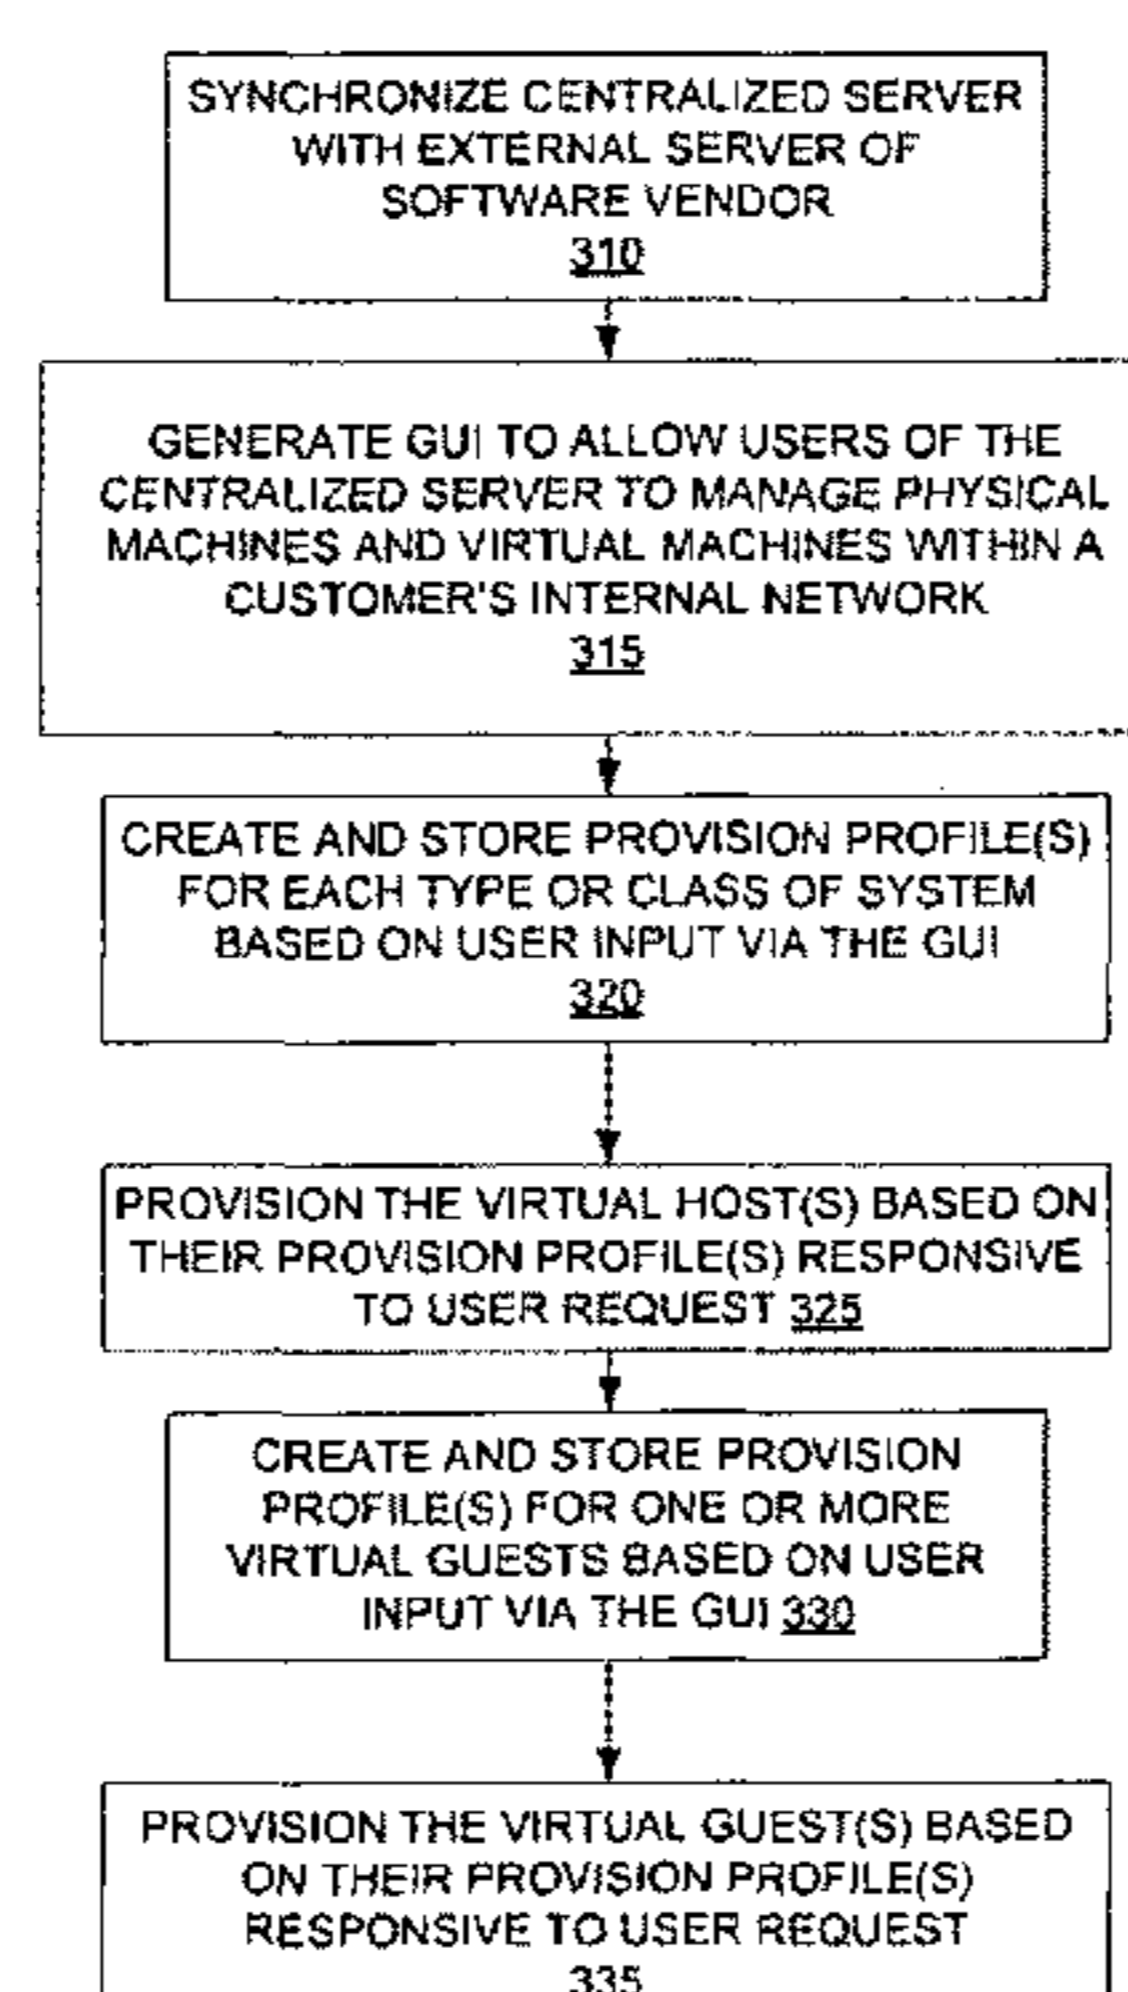 SYNCHRONIZE CENTRALIZED SERVER
WITH EXTERNAL SERVER OF
SOFTWARE VENDOR
310
GENERATE GUI TO ALLOW USERS OF THE
CENTRALIZED SERVER TO MANAGE PHYSICAL
MACHINES AND VIRTUAL MACHINES WITHIN A
CUSTOMER'S INTERNAL NETWORK
315
CREATE AND STORE PROVISION PROFILE(S)
FOR EACH TYPE OR CLASS OF SYSTEM
BASED ON USER INPUT VIA THE GUI
320
PROVISION THE VIRTUAL HOST(S) BASED ON
THEIR PROVISION PROFILE(S) RESPONSIVE
TO USER REQUEST 325
CREATE AND STORE PROVISION
PROFILE(S) FOR ONE OR MORE
VIRTUAL GUESTS BASED ON USER
INPUT VIA THE GUI 330
PROVISION THE VIRTUAL GUEST(S) BASED
ON THEIR PROVISION PROFILE(S)
RESPONSIVE TO USER REQUEST
335